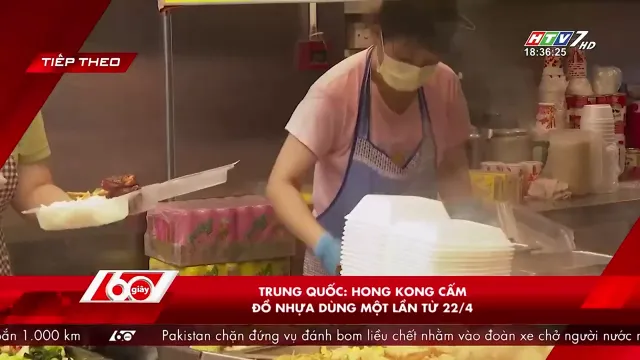 HTV7 HD
18:36:25
TIẾP THEO
60 giây
TRUNG QUỐC: HONG KONG CẤM
ĐỒ NHỰA DÙNG MỘT LẦN TỪ 22/4
bắn 1.000 km 60 Pakistan chặn đứng vụ đánh bom liều chết nhằm vào đoàn xe chở người nước